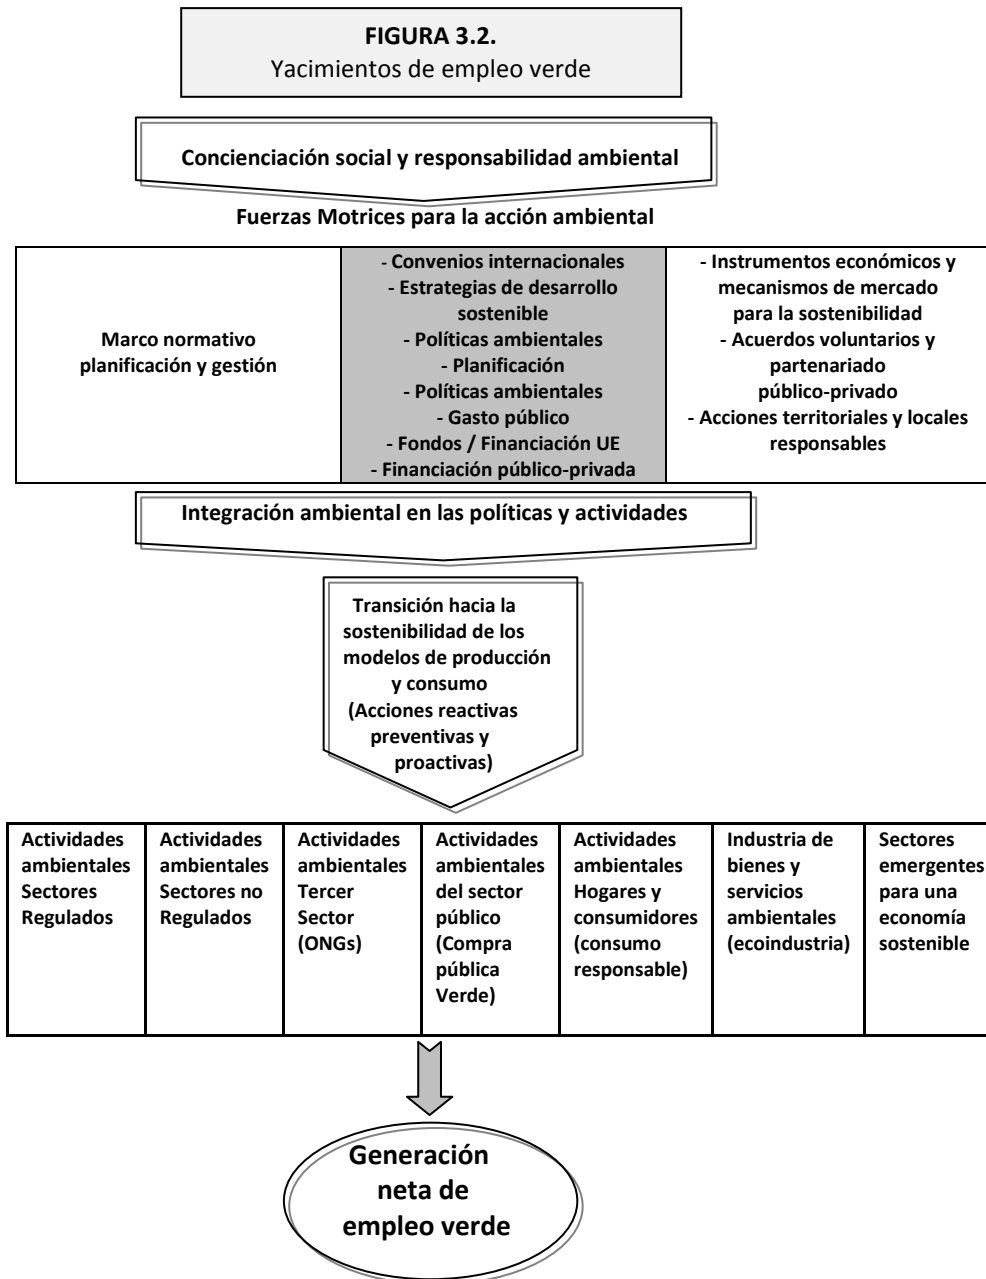 FIGURA 3.2.
Yacimientos de empleo verde
Concienciación social y responsabilidad ambiental
Fuerzas Motrices para la acción ambiental
Marco normativo
planificación y gestión
- Convenios internacionales
- Estrategias de desarrollo
sostenible
- Políticas ambientales
- Planificación
- Políticas ambientales
- Gasto público
- Fondos / Financiación UE
- Financiación público-privada
- Instrumentos económicos y
mecanismos de mercado
para la sostenibilidad
- Acuerdos voluntarios y
partenariado
público-privado
- Acciones territoriales y locales
responsables
Integración ambiental en las políticas y actividades
Transición hacia la
sostenibilidad de los
modelos de producción
y consumo
(Acciones reactivas
preventivas y
proactivas)
Actividades
ambientales
Sectores
Regulados
Actividades
ambientales
Sectores no
Regulados
Actividades
ambientales
Tercer
Sector
(ONGs)
Actividades
ambientales
del sector
público
(Compra
pública
Verde)
Actividades
ambientales
Hogares y
consumidores
(consumo
responsable)
Industria de
bienes y
servicios
ambientales
(ecoindustria)
Sectores
emergentes
para una
economía
sostenible
Generación
neta de
empleo verde